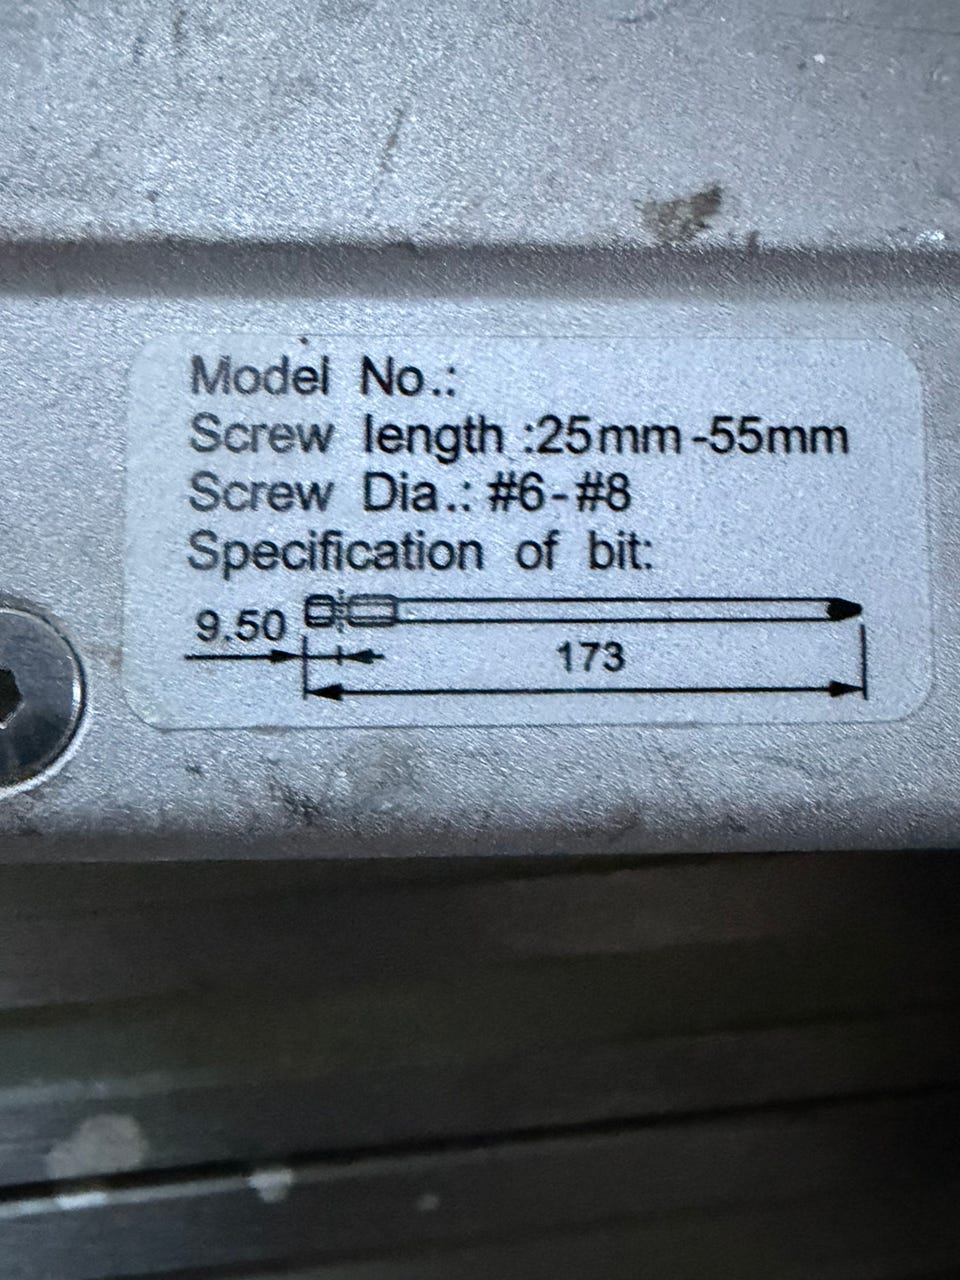 Model No.:
Screw length :25mm-55mm
Screw Dia.: #6-#8
Specification of bit:
9.50
173